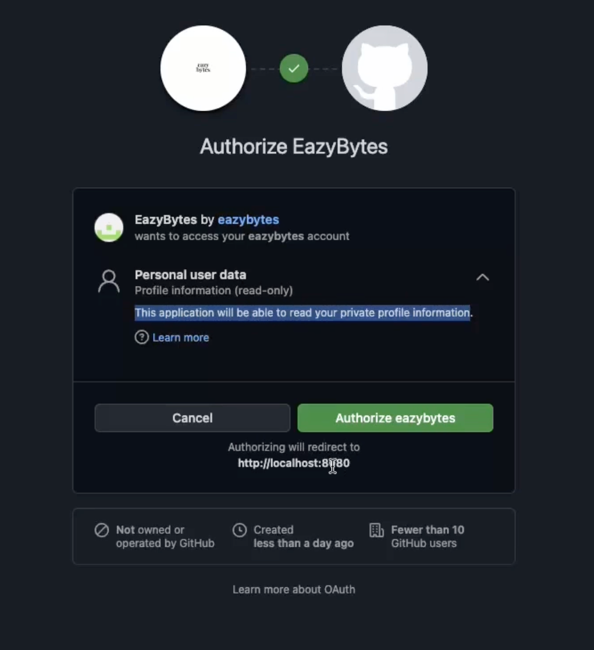 eazy
bytes
Authorize EazyBytes
EazyBytes by eazybytes
wants to access your eazybytes account
Personal user data
Profile information (read-only)
This application will be able to read your private profile information.
Learn more
Cancel
Authorize eazybytes
Authorizing will redirect to
http://localhost:8080
Not owned or
operated by GitHub
Created
less than a day ago
Fewer than 10
GitHub users
Learn more about OAuth